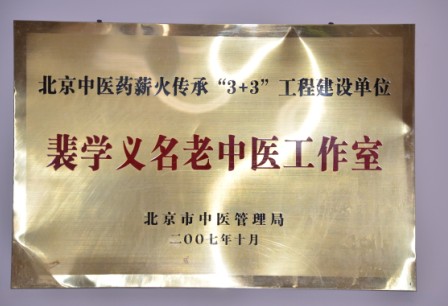 北京中医药薪火传承“3+3”工程建设单位
裴学义名老中医工作室
北京市中医管理局
二〇〇七年十月